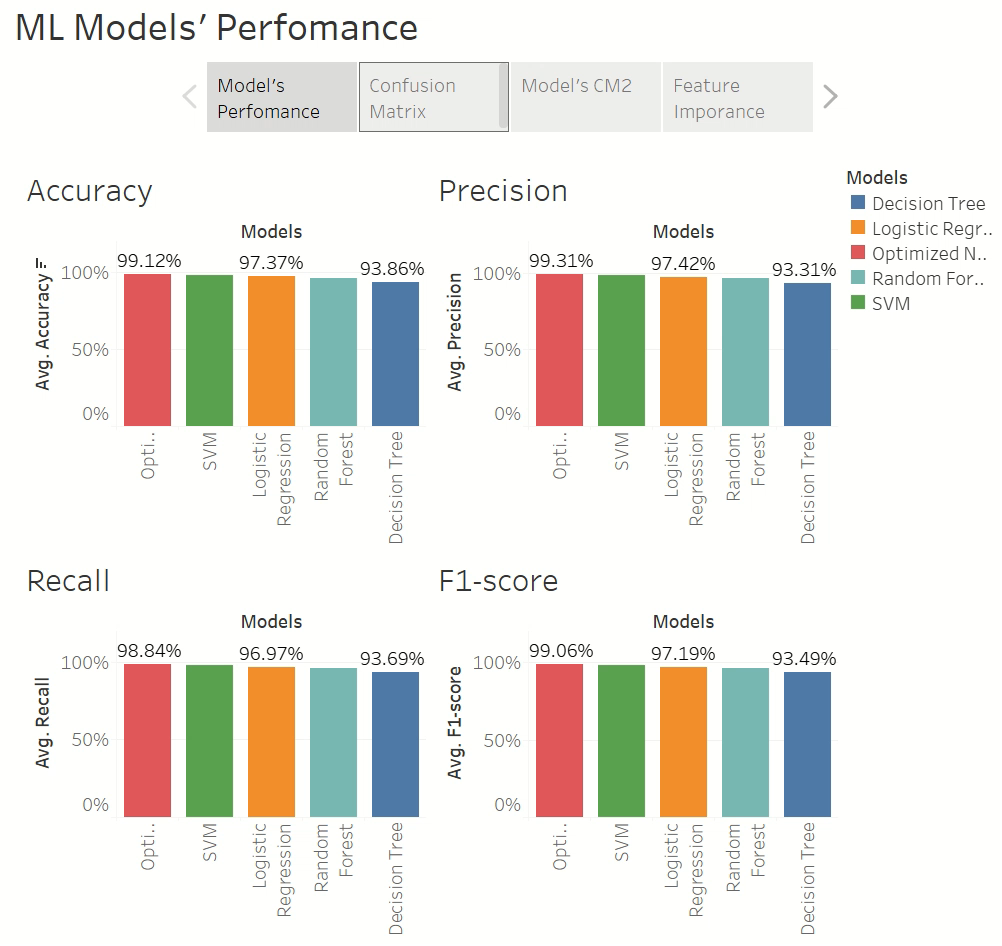 ML Models’ Perfomance
Model’s
Perfomance
Confusion
Matrix
Model’s CM2
Feature
Imporance
Accuracy
Models
Avg. Accuracy
100%
50%
0%
99.12%
97.37%
93.86%
Opti..
SVM
Logistic
Regression
Random
Forest
Decision Tree
Precision
Models
Avg. Precision
100%
50%
0%
99.31%
97.42%
93.31%
Opti..
SVM
Logistic
Regression
Random
Forest
Decision Tree
Models
Decision Tree
Logistic Regr..
Optimized N..
Random For..
SVM
Recall
Models
Avg. Recall
100%
50%
0%
98.84%
96.97%
93.69%
Opti..
SVM
Logistic
Regression
Random
Forest
Decision Tree
F1-score
Models
Avg. F1-score
100%
50%
0%
99.06%
97.19%
93.49%
Opti..
SVM
Logistic
Regression
Random
Forest
Decision Tree